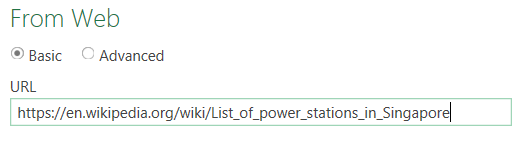 From Web
Basic Advanced
URL
https://en.wikipedia.org/wiki/List_of_power_stations_in_Singapore